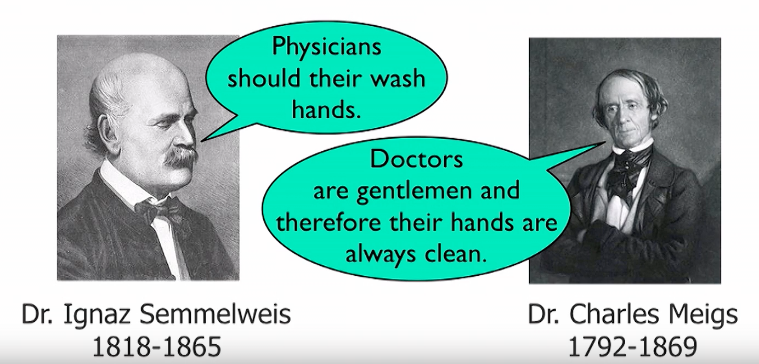 Physicians
should their wash
hands.
Doctors
are gentlemen and
therefore their hands are
always clean.
Dr. Ignaz Semmelweis
1818-1865
Dr. Charles Meigs
1792-1869